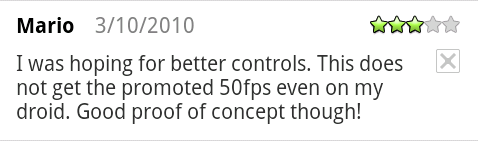 Mario 3/10/2010
I was hoping for better controls. This does
not get the promoted 50fps even on my
droid. Good proof of concept though!